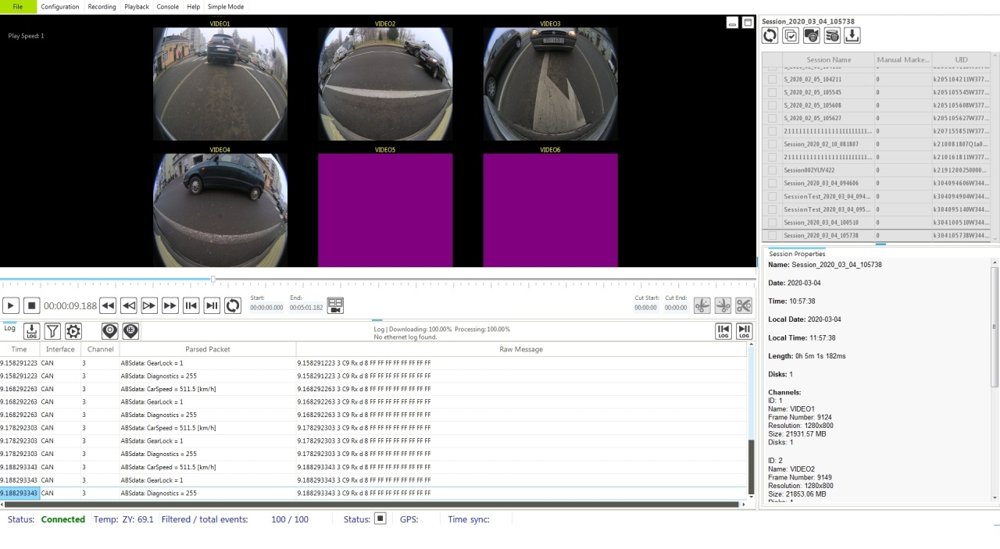 File Configuration Recording Playback Console Help Simple Mode
Play Speed: 1
VIDEO1 VIDEO2 VIDEO3
VIDEO4 VIDEO5 VIDEO6
00:00:09.188
Start: End:
00:00:00.000 00:05:01.182
Cut Start: Cut End:
00:00:00 00:00:00
Log
LOG
Log | Downloading: 100.00% Processing: 100.00%
No ethernet log found.
LOG LOG
Time Interface Channel Parsed Packet Raw Message
9.158291223 CAN 3 ABSdata: GearLock = 1 9.158291223 3 C9 Rx d 8 FF FF FF FF FF FF FF FF
9.158291223 CAN 3 ABSdata: Diagnostics = 255 9.158291223 3 C9 Rx d 8 FF FF FF FF FF FF FF FF
9.168292263 CAN 3 ABSdata: CarSpeed = 511.5 [km/h] 9.168292263 3 C9 Rx d 8 FF FF FF FF FF FF FF FF
9.168292263 CAN 3 ABSdata: GearLock = 1 9.168292263 3 C9 Rx d 8 FF FF FF FF FF FF FF FF
9.168292263 CAN 3 ABSdata: Diagnostics = 255 9.168292263 3 C9 Rx d 8 FF FF FF FF FF FF FF FF
9.178292303 CAN 3 ABSdata: CarSpeed = 511.5 [km/h] 9.178292303 3 C9 Rx d 8 FF FF FF FF FF FF FF FF
9.178292303 CAN 3 ABSdata: GearLock = 1 9.178292303 3 C9 Rx d 8 FF FF FF FF FF FF FF FF
9.178292303 CAN 3 ABSdata: Diagnostics = 255 9.178292303 3 C9 Rx d 8 FF FF FF FF FF FF FF FF
9.188293343 CAN 3 ABSdata: CarSpeed = 511.5 [km/h] 9.188293343 3 C9 Rx d 8 FF FF FF FF FF FF FF FF
9.188293343 CAN 3 ABSdata: GearLock = 1 9.188293343 3 C9 Rx d 8 FF FF FF FF FF FF FF FF
9.188293343 CAN 3 ABSdata: Diagnostics = 255 9.188293343 3 C9 Rx d 8 FF FF FF FF FF FF FF FF
Status: Connected Temp: ZY: 69.1 Filtered / total events: 100 / 100 Status: GPS: Time sync:
Session_2020_03_04_105738
Session Name Manual Marke... UID
S_2020_02_05_104211 0 k205104211W377...
S_2020_02_05_105545 0 k205105545W377...
S_2020_02_05_105608 0 k205105608W377...
S_2020_02_05_105627 0 k205105627W377...
0 k207155851W377...
Session_2020_02_10_081807 0 k210081807Q1a0...
0 k210161811W377...
Session002YUV422 0 k2191200250000...
Session_2020_03_04_094606 0 k304094606W344...
SessionTest_2020_03_04_094... 0 k304094904W344...
SessionTest_2020_03_04_095... 0 k304095140W344...
Session_2020_03_04_100510 0 k304100510W344...
Session_2020_03_04_105738 0 k304105738W344...
Session Properties
Name: Session_2020_03_04_105738
Date: 2020-03-04
Time: 10:57:38
Local Date: 2020-03-04
Local Time: 11:57:38
Length: 0h 5m 1s 182ms
Disks: 1
Channels:
ID: 1
Name: VIDEO1
Frame Number: 9124
Resolution: 1280x800
Size: 21931.57 MB
Disks: 1
ID: 2
Name: VIDEO2
Frame Number: 9149
Resolution: 1280x800
Size: 21853.06 MB
Disks: 1